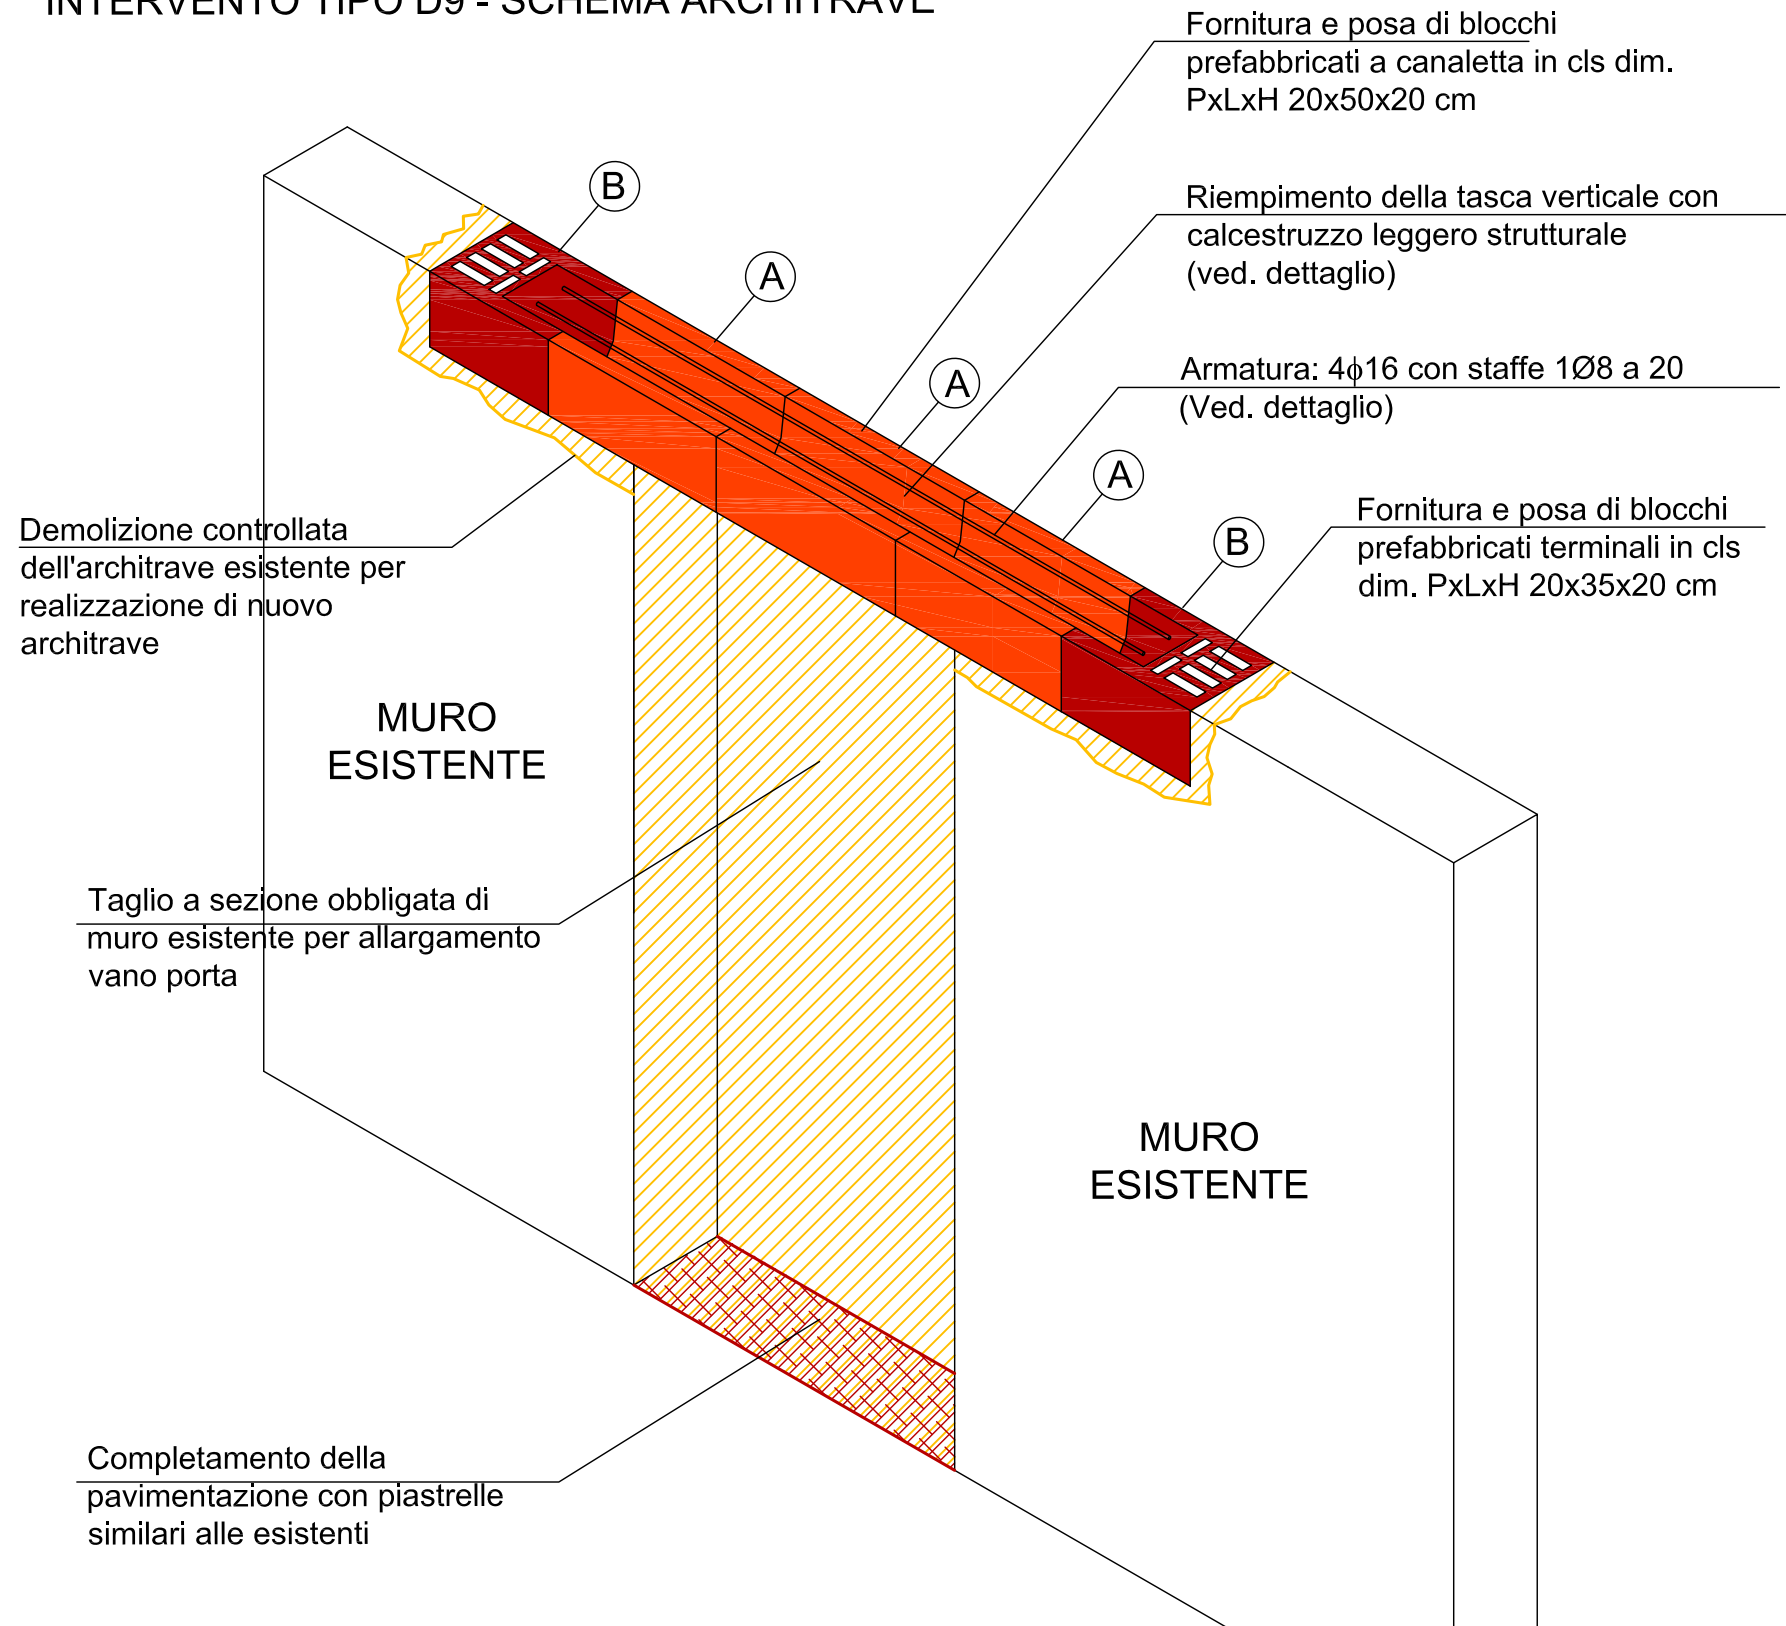 INTERVENTO TIPO D9 - SCHEMA ARCHITRAVE
Fornitura e posa di blocchi
prefabbricati a canaletta in cls dim.
PxLxH 20x50x20 cm
B
Riempimento della tasca verticale con
calcestruzzo leggero strutturale
(ved. dettaglio)
A
Armatura: 4ϕ16 con staffe 1Ø8 a 20
(Ved. dettaglio)
A
A
Fornitura e posa di blocchi
prefabbricati terminali in cls
dim. PxLxH 20x35x20 cm
B
Demolizione controllata
dell'architrave esistente per
realizzazione di nuovo
architrave
MURO
ESISTENTE
Taglio a sezione obbligata di
muro esistente per allargamento
vano porta
MURO
ESISTENTE
Completamento della
pavimentazione con piastrelle
similari alle esistenti